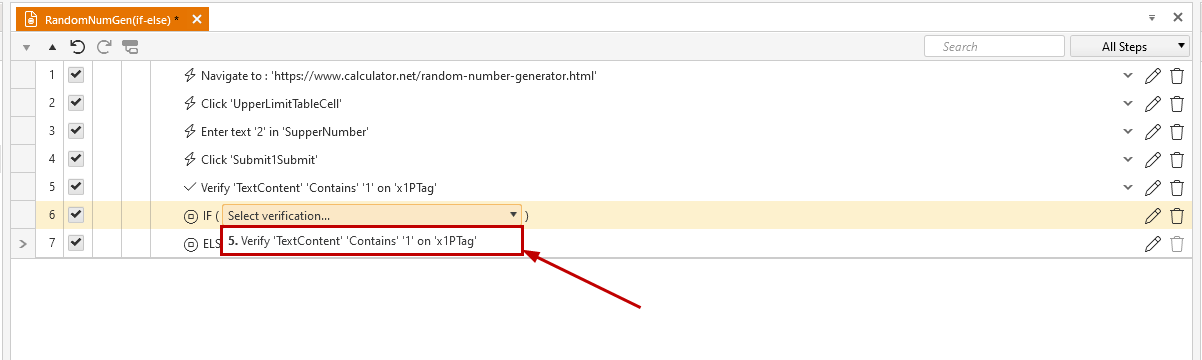 RandomNumGen(if-else) *
Search
All Steps
1 Navigate to : 'https://www.calculator.net/random-number-generator.html'
2 Click 'UpperLimitTableCell'
3 Enter text '2' in 'SupperNumber'
4 Click 'Submit1Submit'
5 Verify 'TextContent' 'Contains' '1' on 'x1PTag'
6 IF ( Select verification... )
7 ELS 5. Verify 'TextContent' 'Contains' '1' on 'x1PTag'